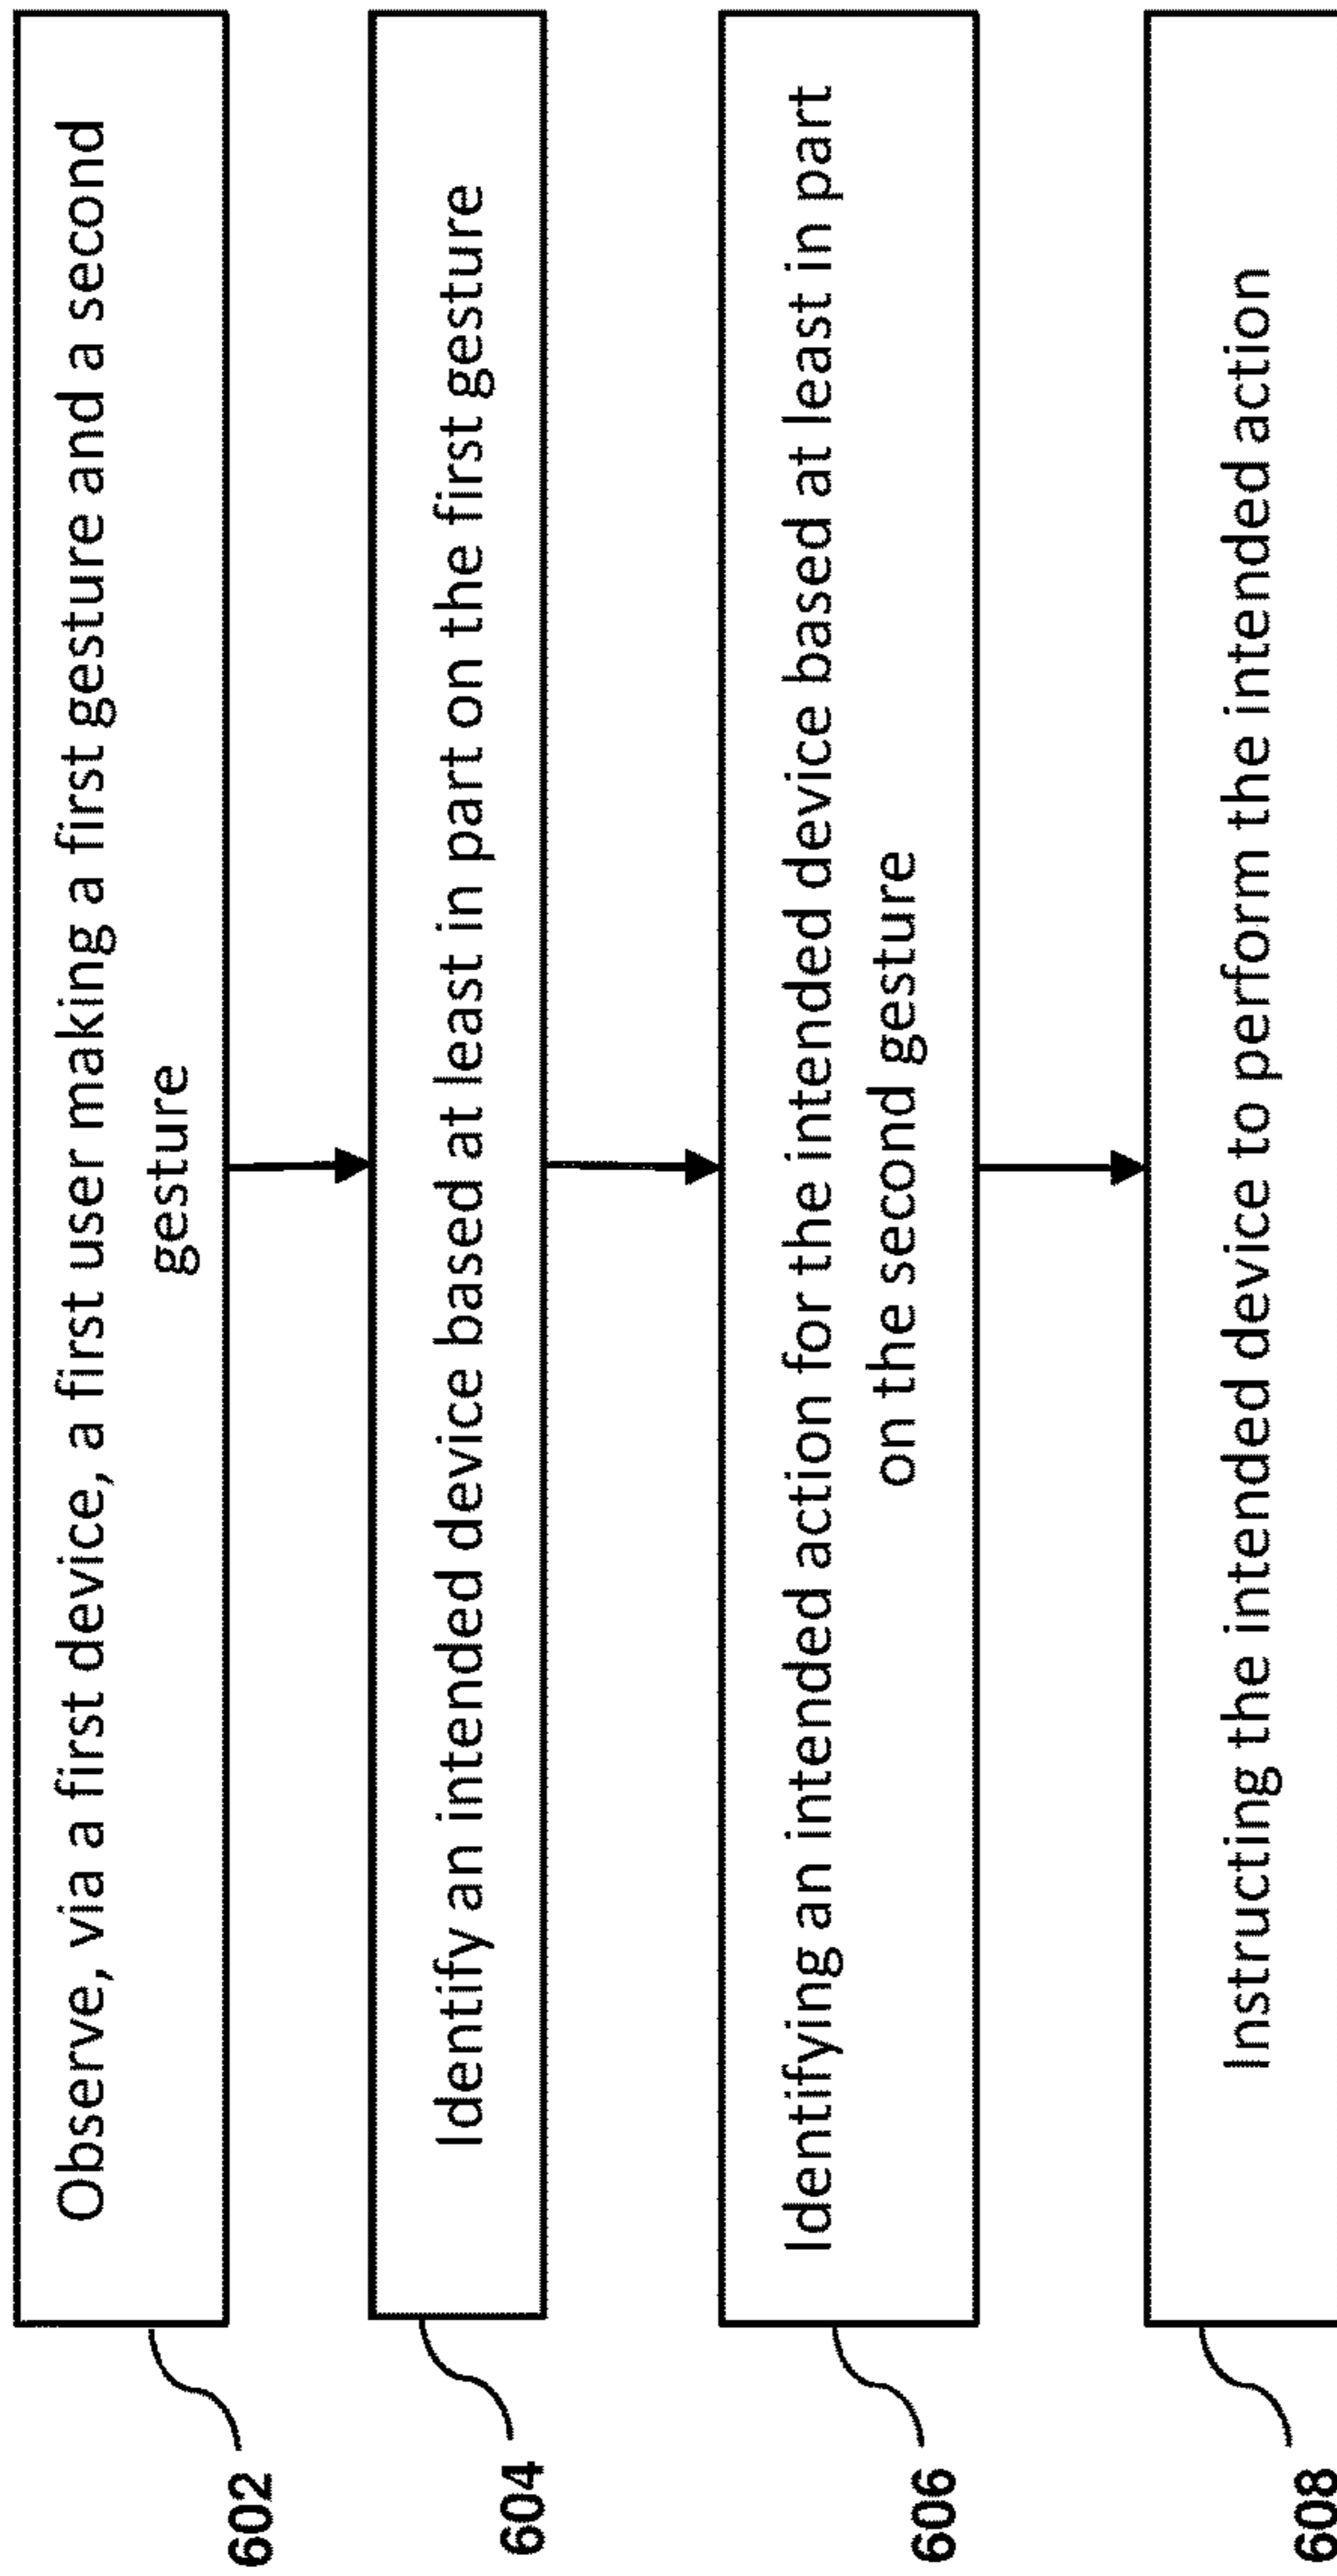 602
Observe, via a first device, a first user making a first gesture and a second
gesture
604
Identify an intended device based at least in part on the first gesture
606
Identifying an intended action for the intended device based at least in part
on the second gesture
608
Instructing the intended device to perform the intended action